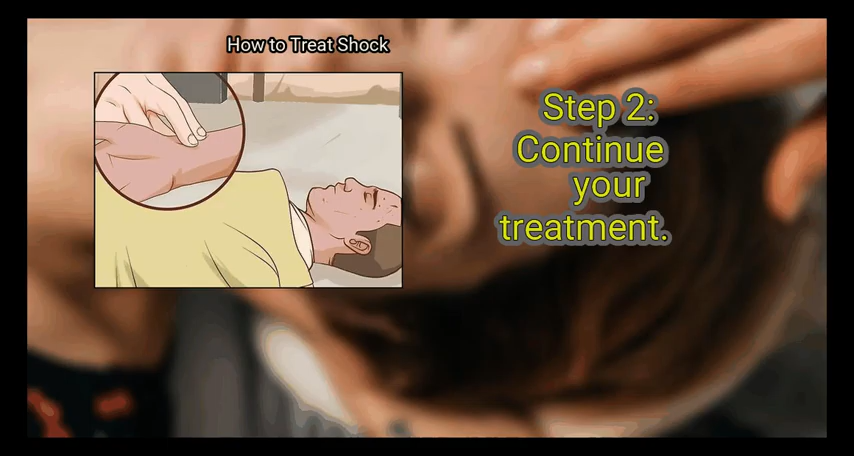 How to Treat Shock
Step 2:
Continue
your
treatment.